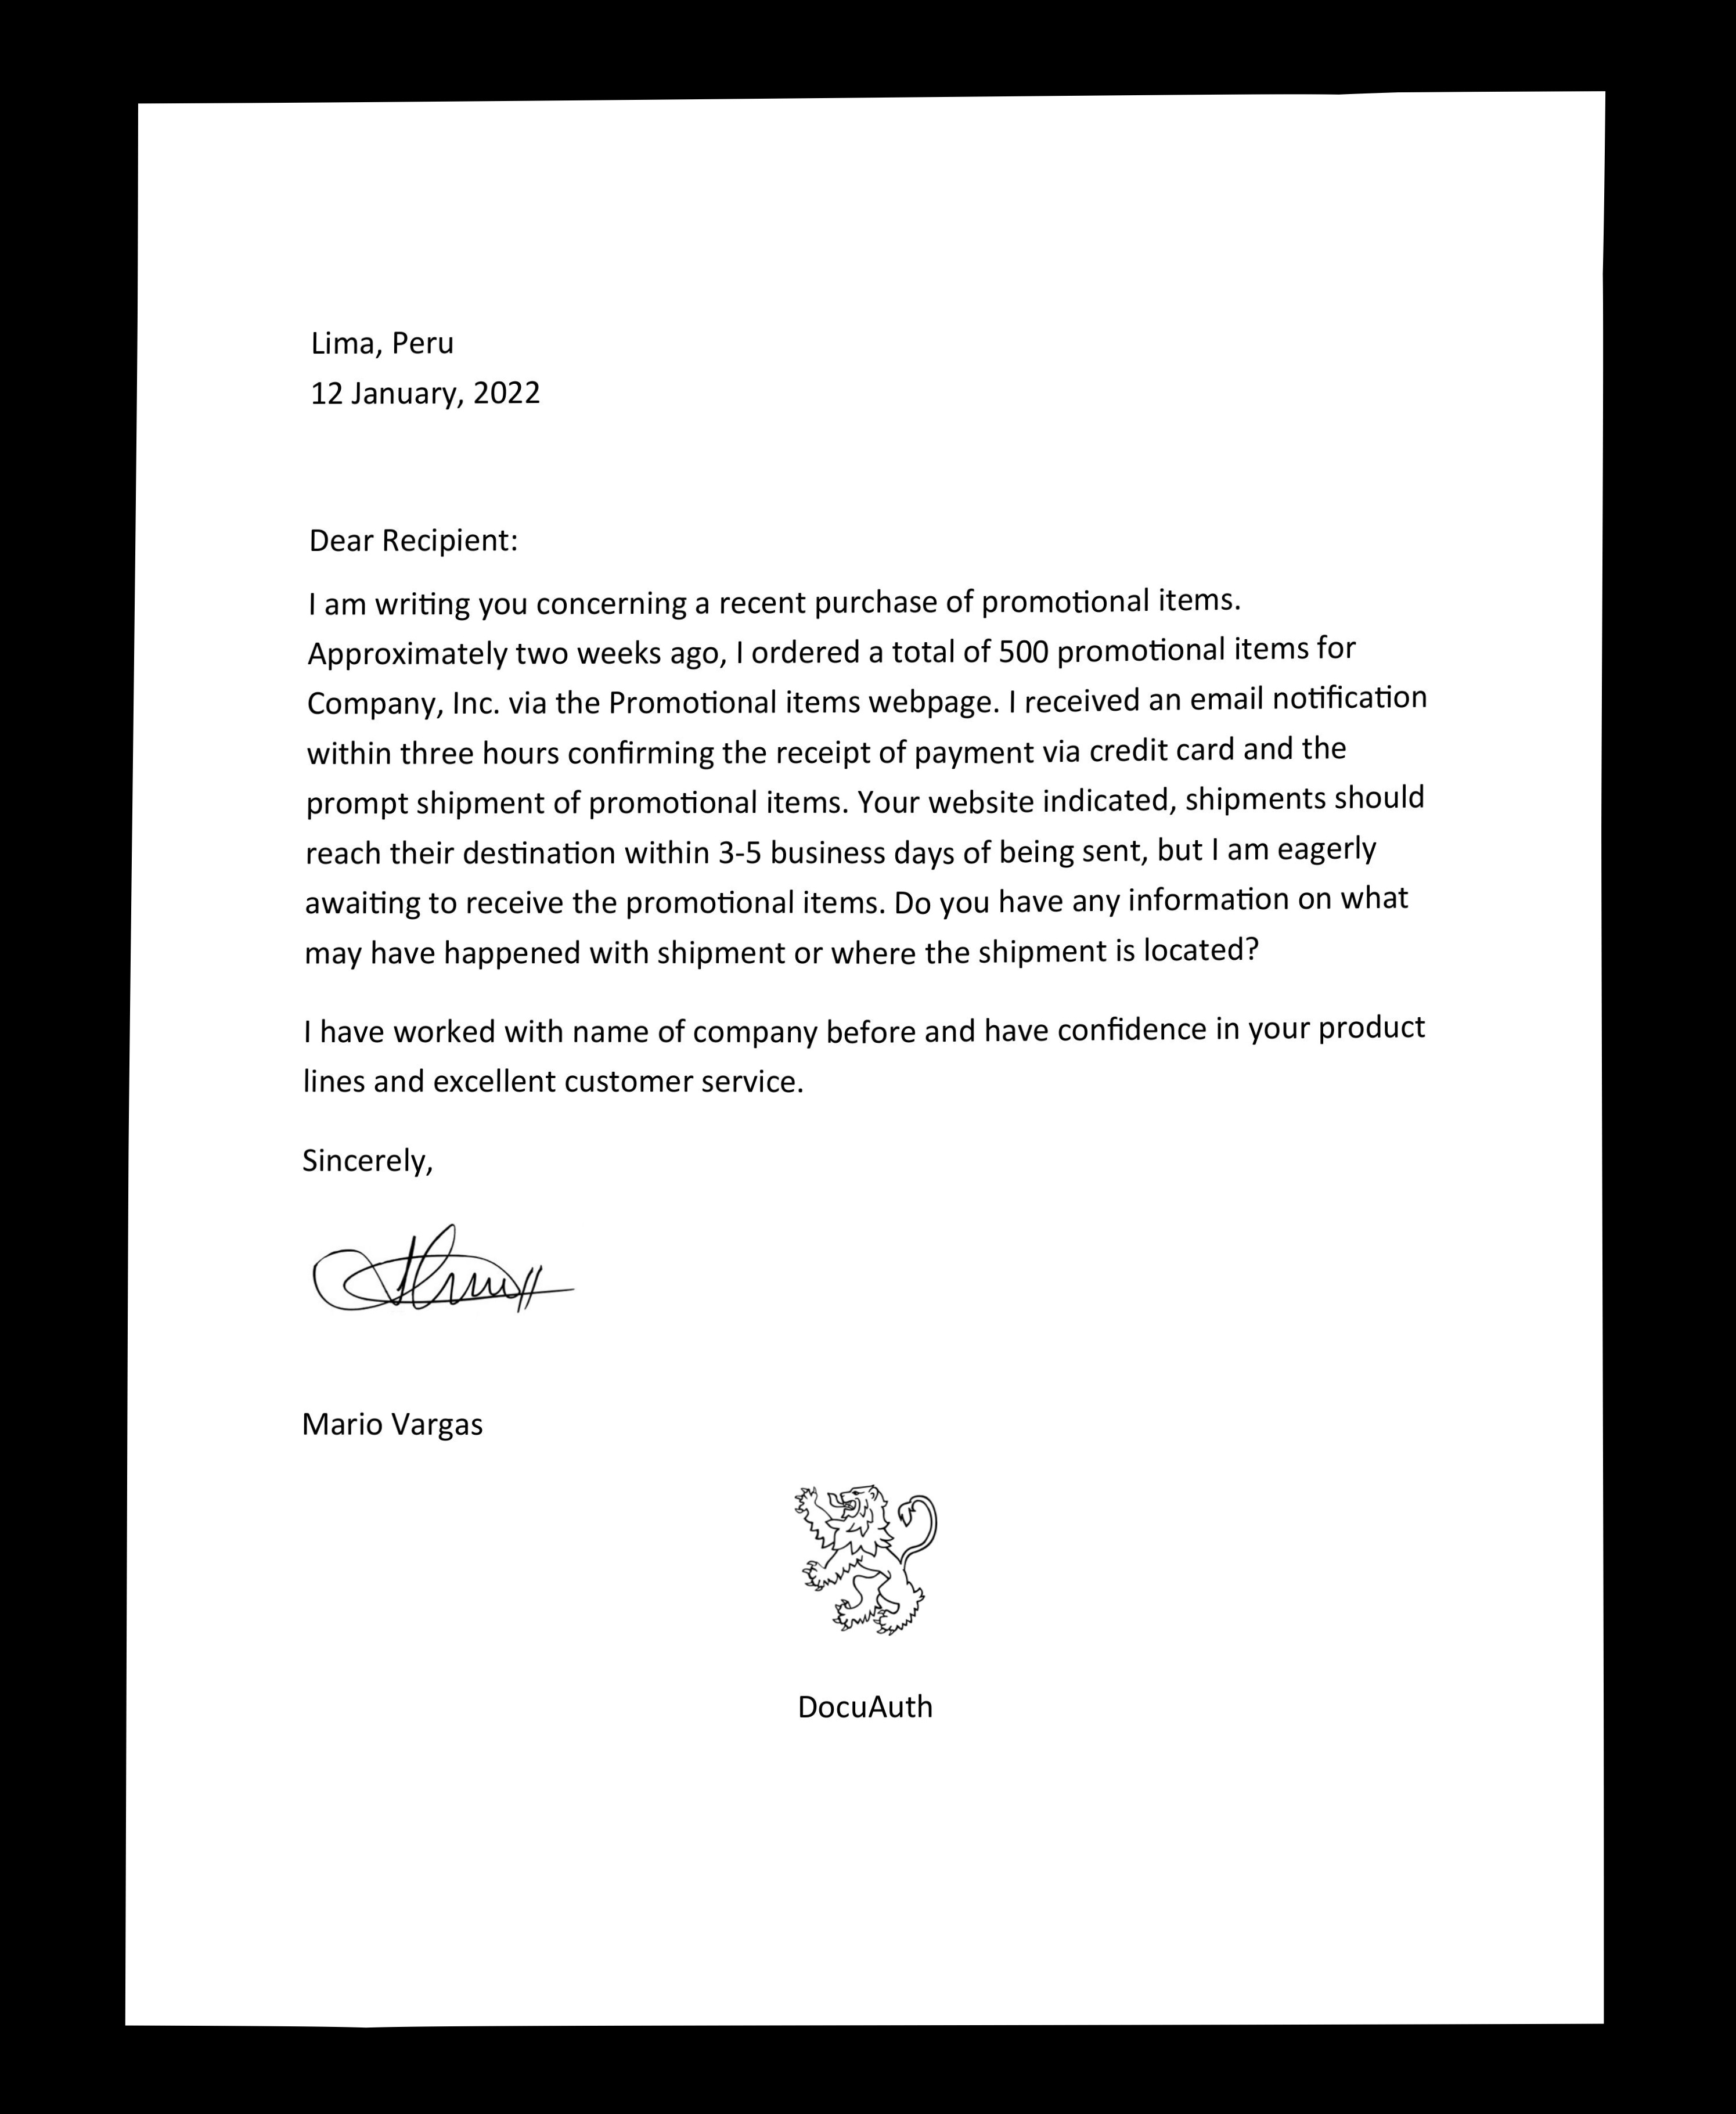 Lima, Peru
12 January, 2022
Dear Recipient:
I am writing you concerning a recent purchase of promotional items.
Approximately two weeks ago, I ordered a total of 500 promotional items for
Company, Inc. via the Promotional items webpage. I received an email notification
within three hours confirming the receipt of payment via credit card and the
prompt shipment of promotional items. Your website indicated, shipments should
reach their destination within 3-5 business days of being sent, but I am eagerly
awaiting to receive the promotional items. Do you have any information on what
may have happened with shipment or where the shipment is located?
I have worked with name of company before and have confidence in your product
lines and excellent customer service.
Sincerely,
Mario Vargas
DocuAuth